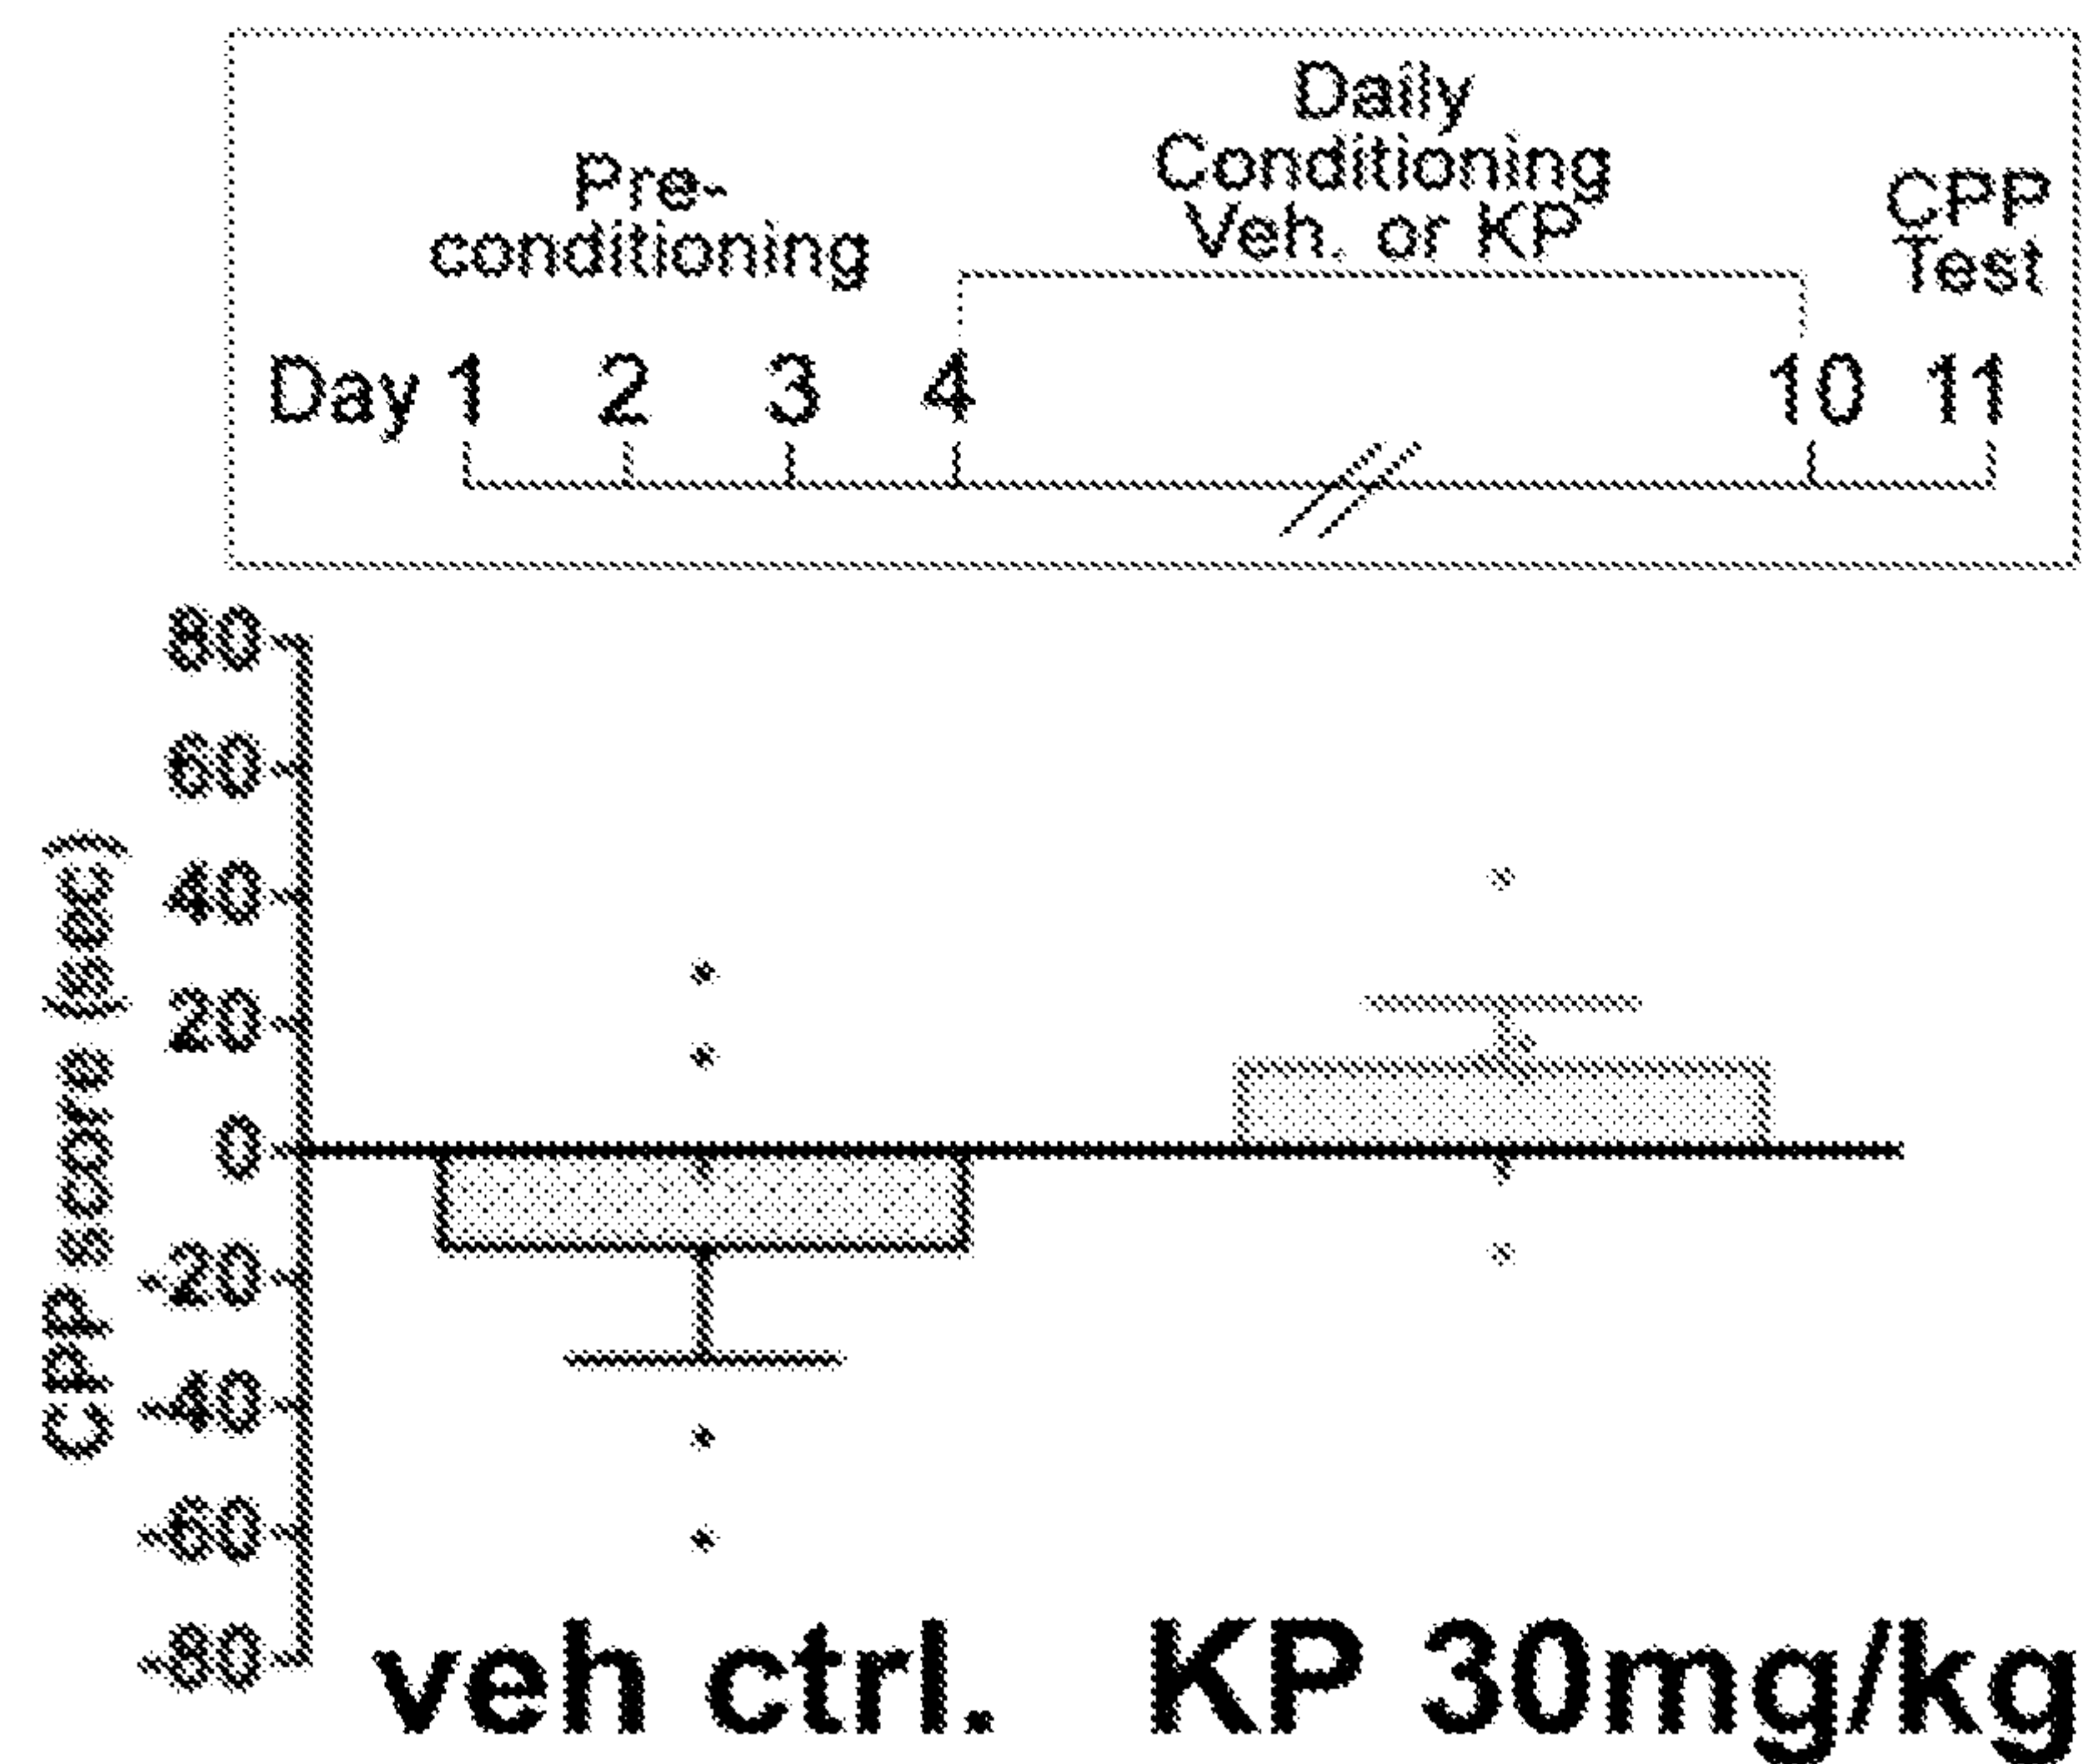 Daily
Pre-
Conditioning
CPP
conditioning
Veh. or KP
Test
Day 1 2 3 4 10 11
80
60
40
20
0
-20
-40
-60
-80
CPP score (sec)
veh ctrl. KP 30mg/kg